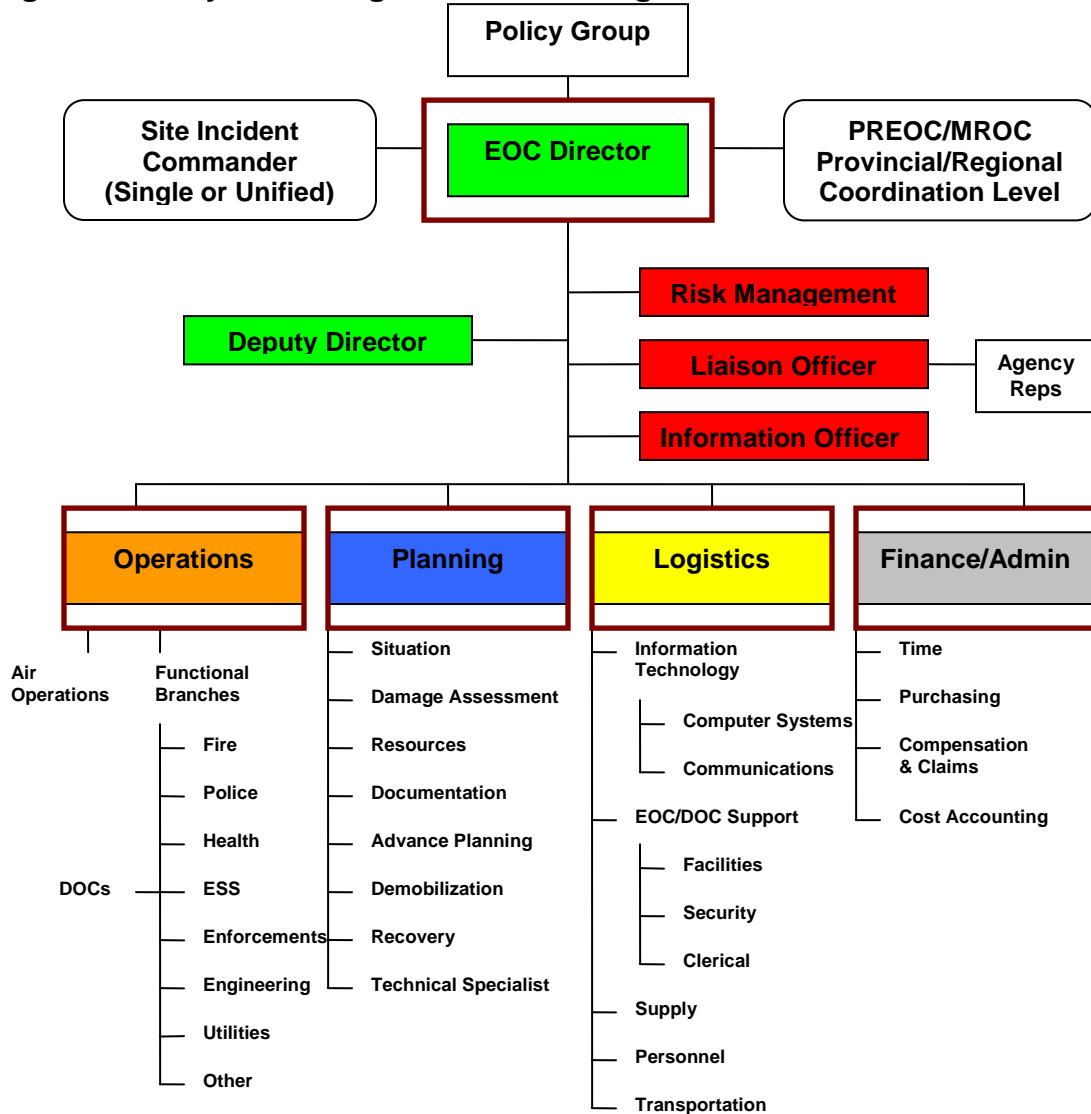 Policy Group
Site Incident
Commander
(Single or Unified)
EOC Director
PREOC/MROC
Provincial/Regional
Coordination Level
Risk Management
Deputy Director
Liaison Officer
Agency
Reps
Information Officer
Operations
Planning
Logistics
Finance/Admin
Air
Operations
Functional
Branches
Fire
Police
Health
DOCs
ESS
Enforcements
Engineering
Utilities
Other
Situation
Damage Assessment
Resources
Documentation
Advance Planning
Demobilization
Recovery
Technical Specialist
Information
Technology
Computer Systems
Communications
EOC/DOC Support
Facilities
Security
Clerical
Supply
Personnel
Transportation
Time
Purchasing
Compensation
& Claims
Cost Accounting